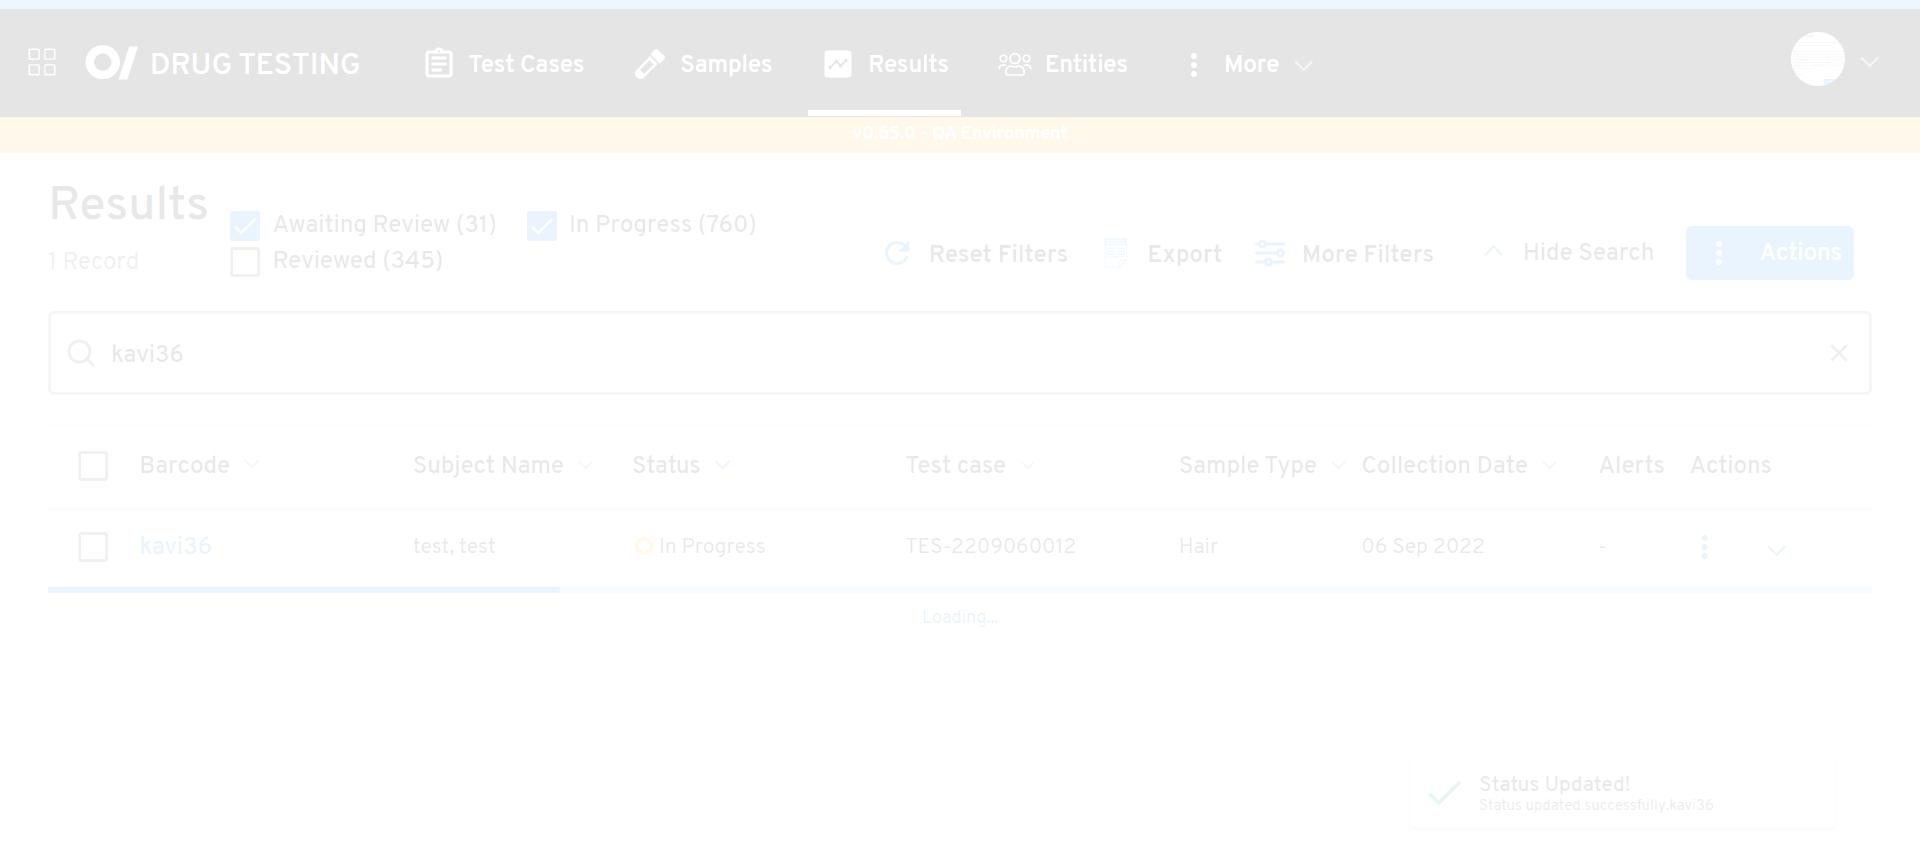 DRUG TESTING Test Cases Samples Results Entities More
v0.65.0 - QA Environment
Results
Awaiting Review (31) In Progress (760)
1 Record Reviewed (345)
Reset Filters Export More Filters Hide Search Actions
kavi36
Barcode Subject Name Status Test case Sample Type Collection Date Alerts Actions
kavi36 test, test In Progress TES-2209060012 Hair 06 Sep 2022 -
Loading...
Status Updated!
Status updated successfully.kavi36